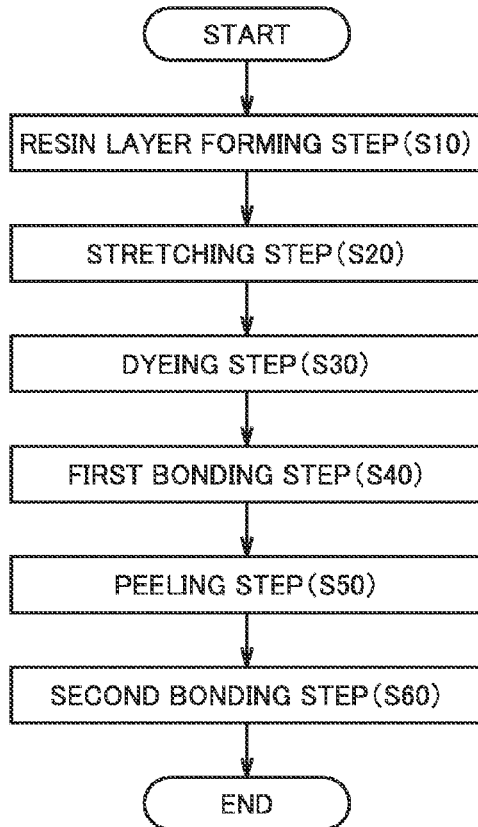 START
RESIN LAYER FORMING STEP(S10)
STRETCHING STEP(S20)
DYEING STEP(S30)
FIRST BONDING STEP(S40)
PEELING STEP(S50)
SECOND BONDING STEP(S60)
END